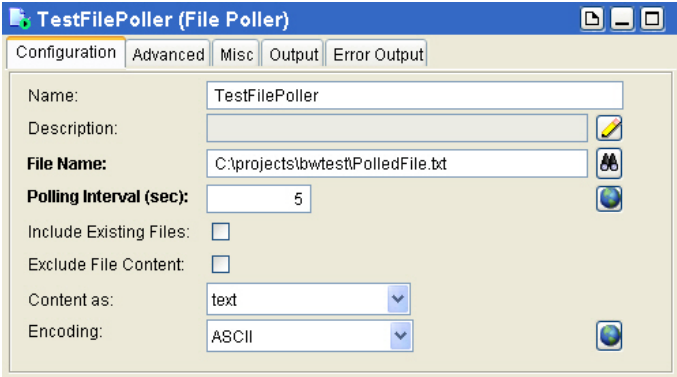 TestFilePoller (File Poller)
Configuration Advanced Misc Output Error Output
Name: TestFilePoller
Description:
File Name: C:\projects\bwtest\PolledFile.txt
Polling Interval (sec): 5
Include Existing Files:
Exclude File Content:
Content as: text
Encoding: ASCII